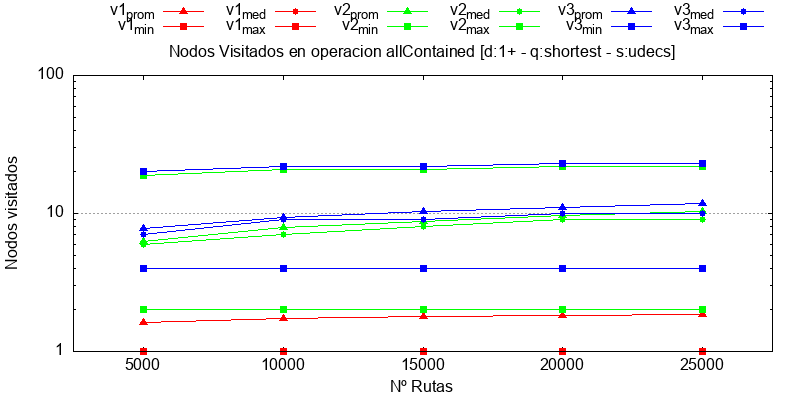 v1prom v1med v2prom v2med v3prom v3med
v1min v1max v2min v2max v3min v3max
Nodos Visitados en operacion allContained [d:1+ - q:shortest - s:udecs]
100
10
1
Nodos visitados
5000 10000 15000 20000 25000
Nº Rutas